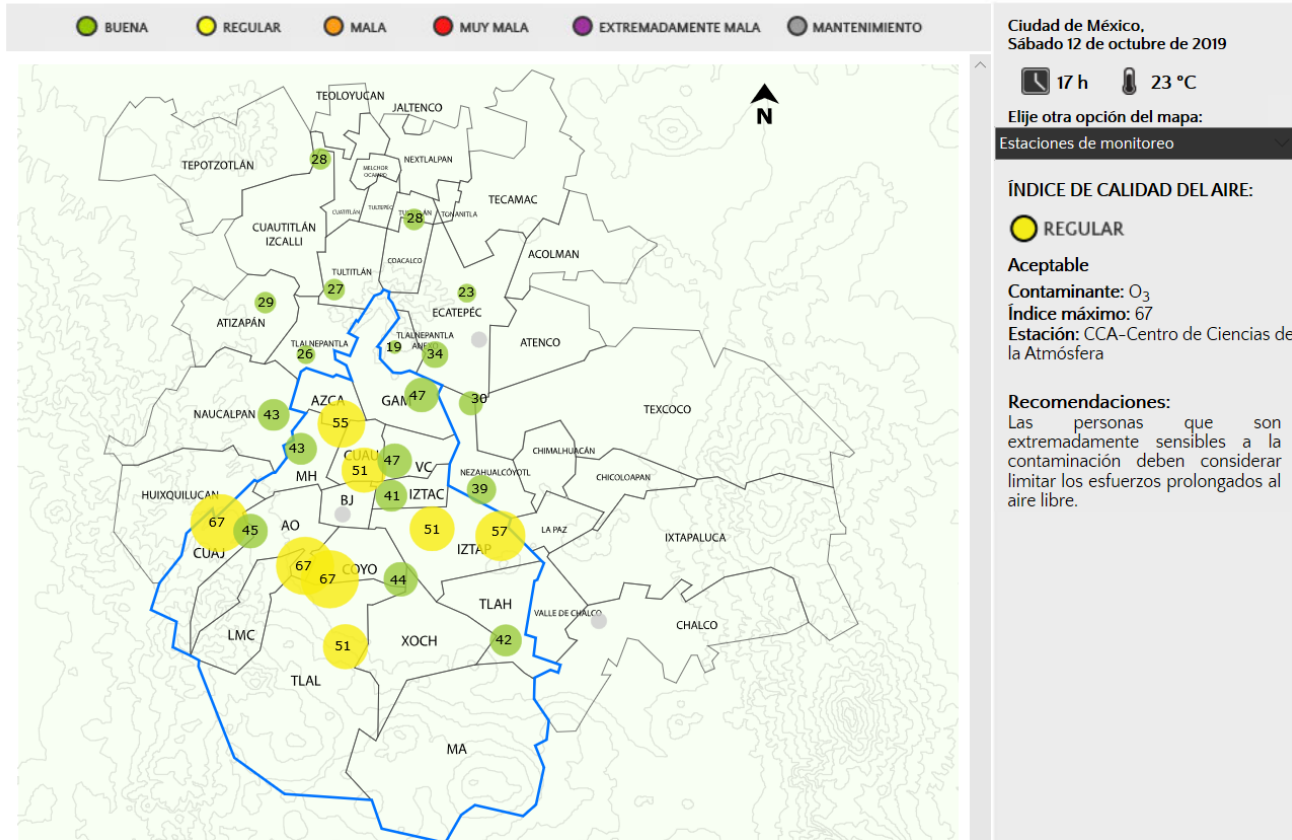 BUENA
REGULAR
MALA
MUY MALA
EXTREMADAMENTE MALA
MANTENIMIENTO
TEOLOYUCAN
JALTENCO
N
TEPOTZOTLÁN
28
NEXTLALPAN
MELCHOR
OCAMPO
TECAMAC
CUAUTITLÁN
TULTEPEC
28
TONANITLA
CUAUTITLÁN
IZCALLI
ACOLMAN
COACALCO
TULTITLÁN
27
23
29
ECATEPÉC
ATIZAPÁN
TLALNEPANTLA
26
19
TLALNEPANTLA
34
ATENCO
AZCA
GAM
47
30
NAUCALPAN
43
55
TEXCOCO
43
CUAU
51
47
VC
CHIMALHUACÁN
MH
NEZAHUALCÓYOTL
CHICOLOAPAN
HUIXQUILUCAN
BJ
41
IZTAC
39
67
45
AO
51
57
LA PAZ
CUAJ
IZTAP
IXTAPALUCA
67
67
COYO
44
TLAH
VALLE DE CHALCO
CHALCO
LMC
51
XOCH
42
TLAL
MA
Ciudad de México,
Sábado 12 de octubre de 2019
17 h
23 °C
Elije otra opción del mapa:
Estaciones de monitoreo
ÍNDICE DE CALIDAD DEL AIRE:
REGULAR
Aceptable
Contaminante: O3
Índice máximo: 67
Estación: CCA-Centro de Ciencias de
la Atmósfera
Recomendaciones:
Las personas que son
extremadamente sensibles a la
contaminación deben considerar
limitar los esfuerzos prolongados al
aire libre.